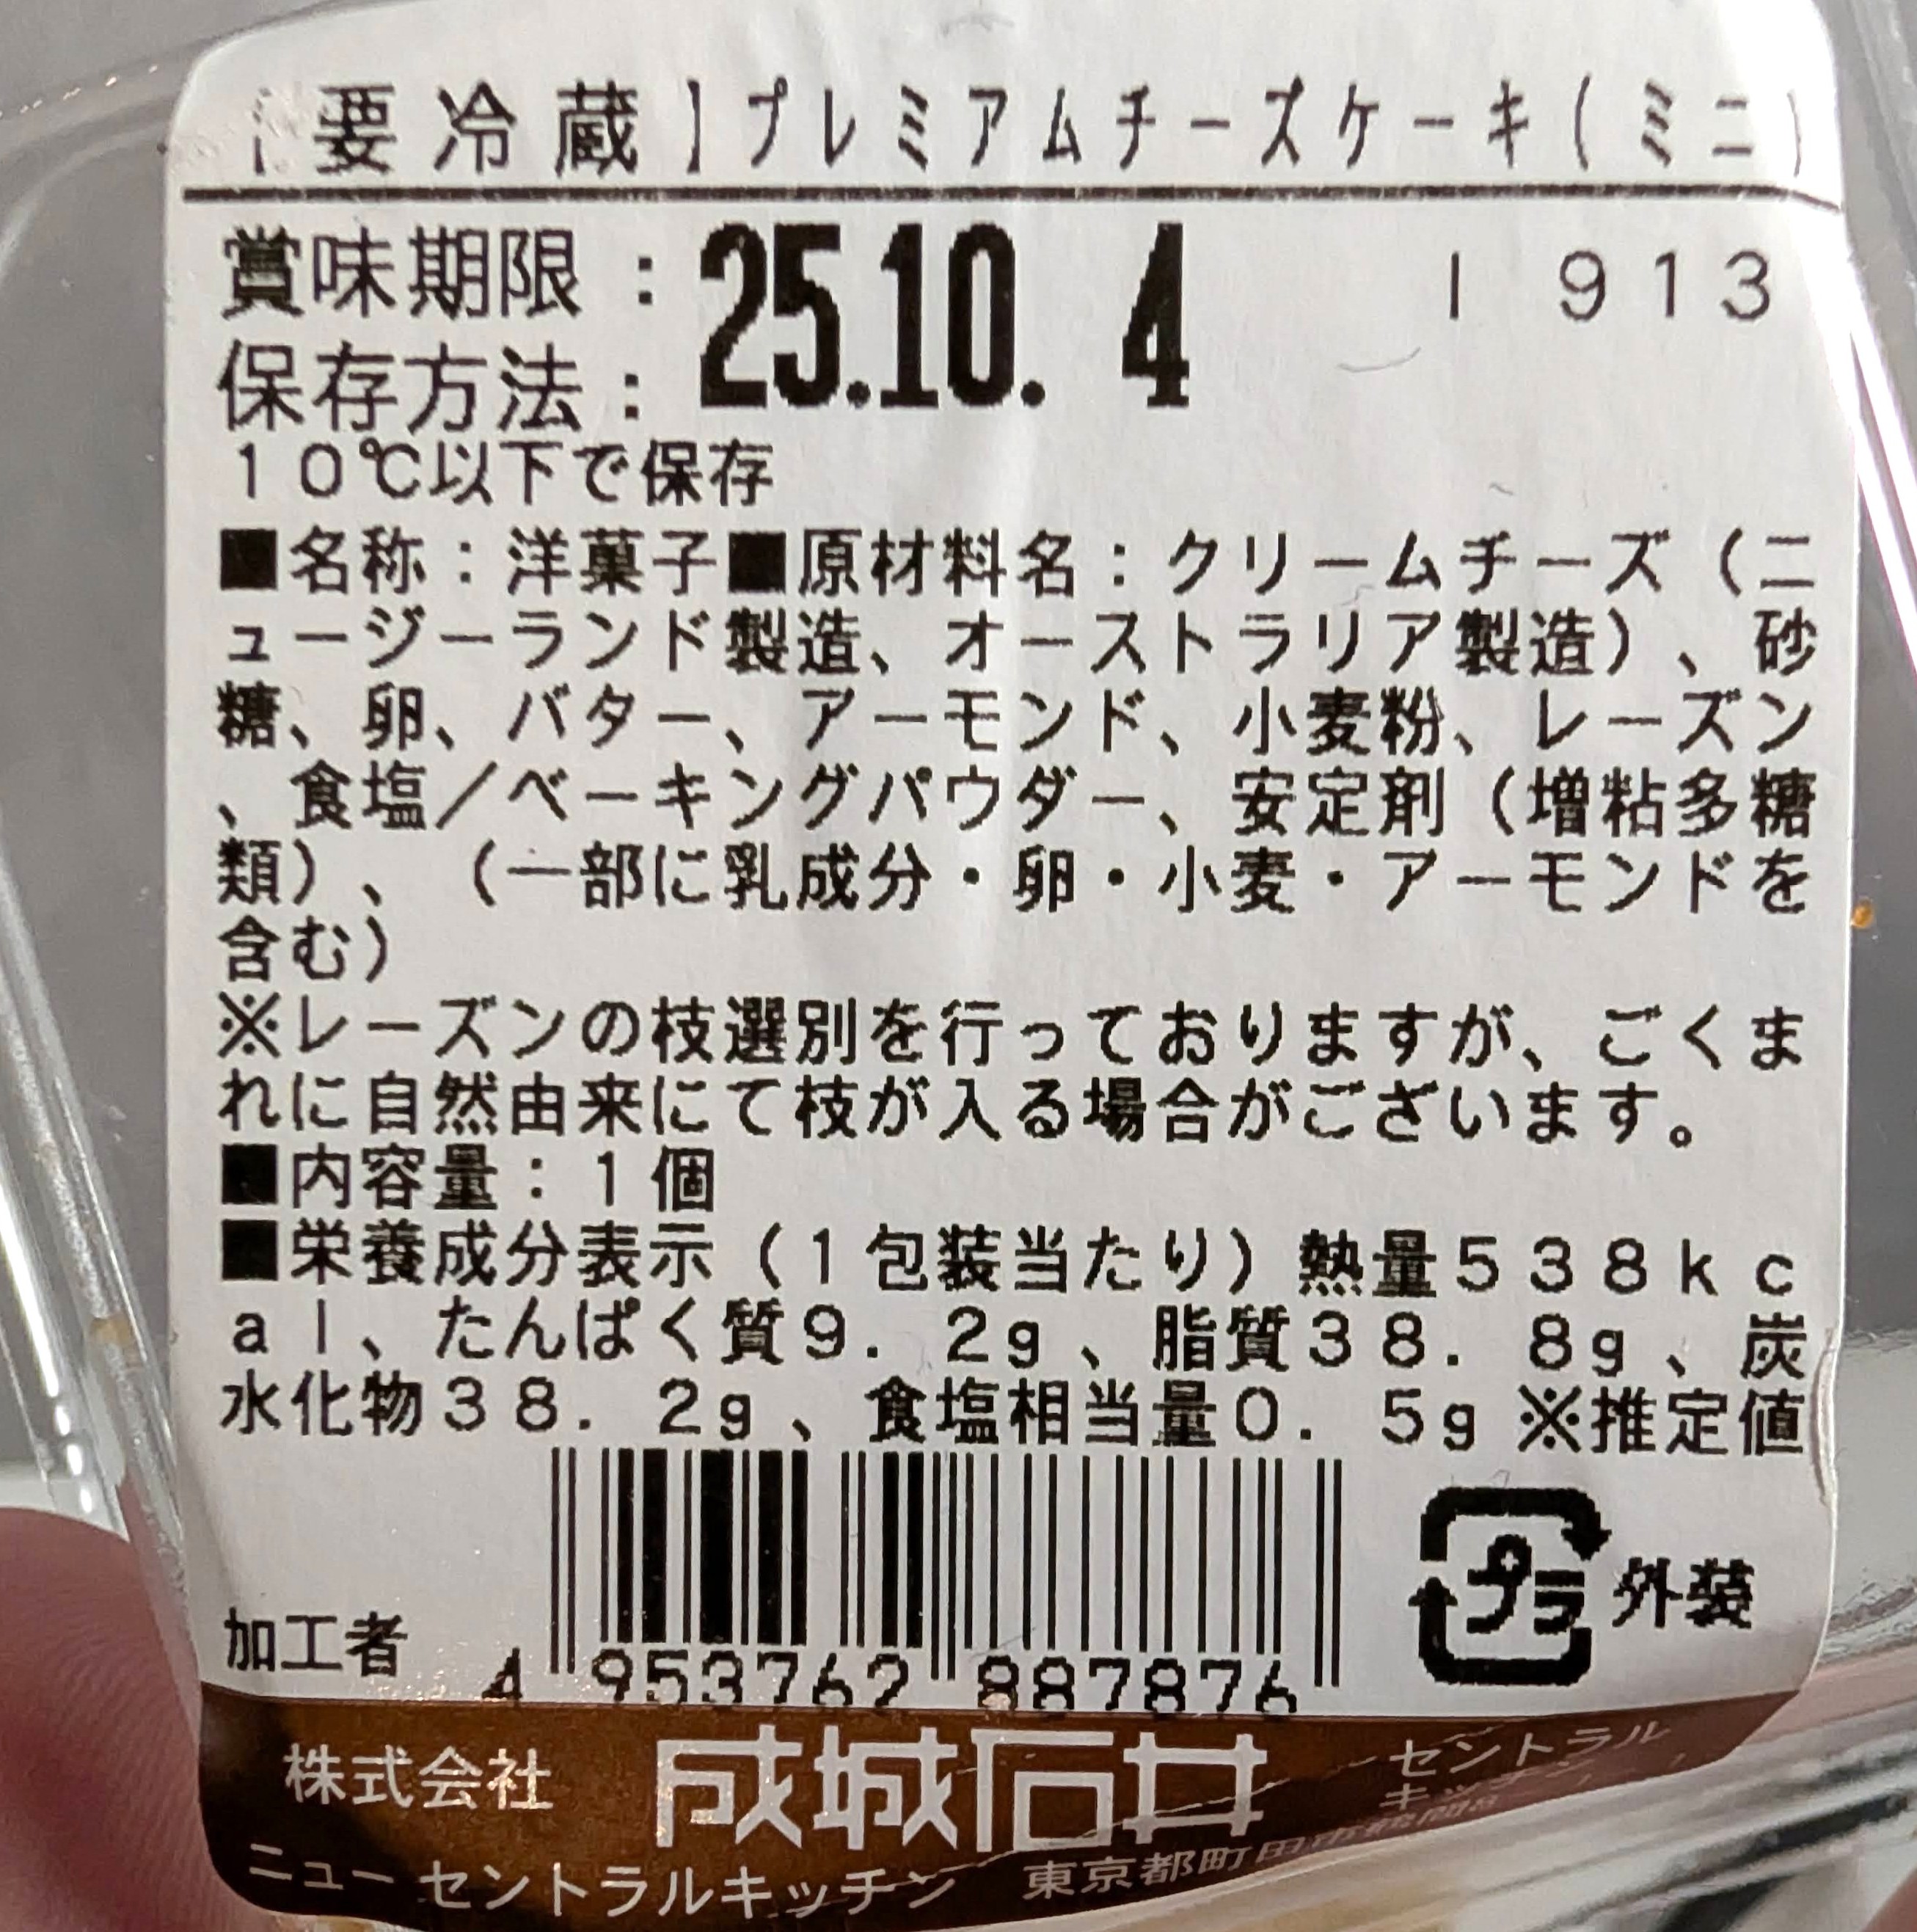 【要冷蔵】プレミアムチーズケーキ(ミニ)
賞味期限：25.10. 4　I 913
保存方法：
10℃以下で保存
■名称：洋菓子■原材料名：クリームチーズ（ニ
ュージーランド製造、オーストラリア製造）、砂
糖、卵、バター、アーモンド、小麦粉、レーズン
、食塩／ベーキングパウダー、安定剤（増粘多糖
類）、（一部に乳成分・卵・小麦・アーモンドを
含む）
※レーズンの枝選別を行っておりますが、ごくま
れに自然由来にて枝が入る場合がございます。
■内容量：1個
■栄養成分表示（1包装当たり）熱量538kc
al、たんぱく質9.2g、脂質38.8g、炭
水化物38.2g、食塩相当量0.5g※推定値
プラ 外装
加工者
4 953762 887876
株式会社 成城石井 セントラル
キッチン
ニューセントラルキッチン 東京都町田市